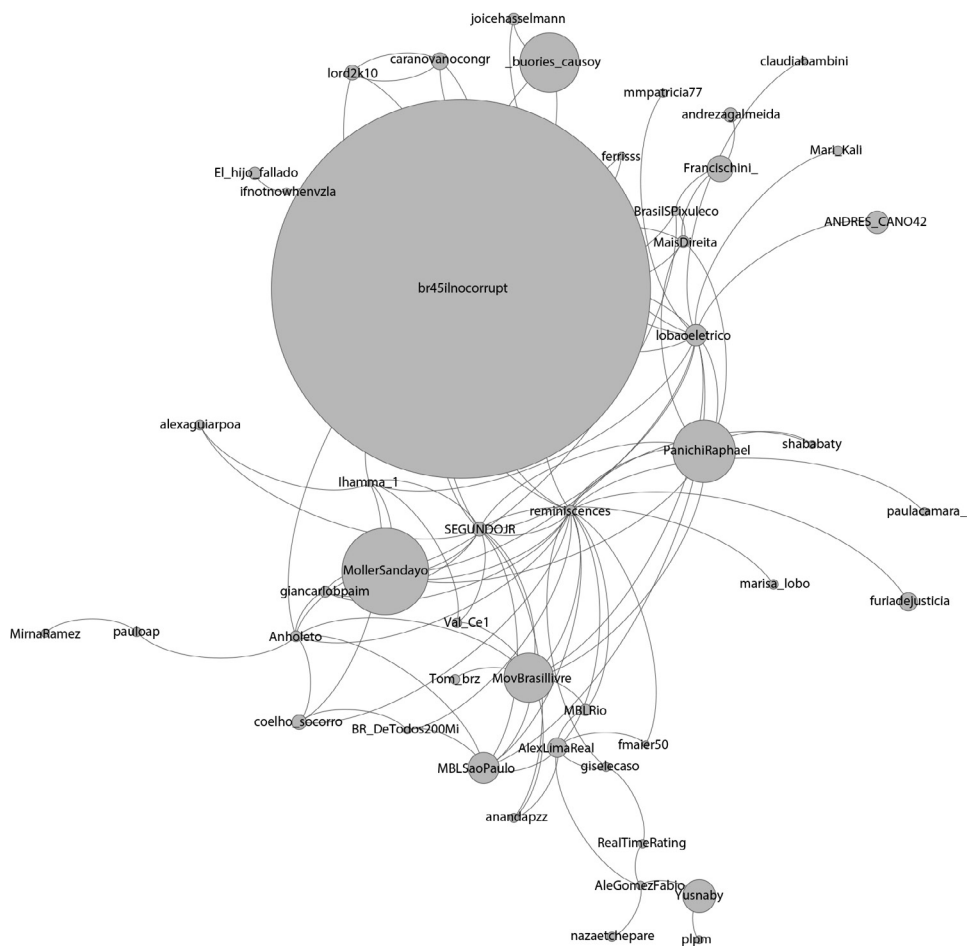 joicehasselmann
caranovanocongr
_buories_causoy
claudiabambini
lord2k10
mmpatricia77
andrezagalmeida
ferrisss
Mari_Kali
Francischini_
El_hijo_fallado
ifnotnowhenvzla
BrasilSPixuleco
ANDRES_CANO42
MaisDireita
br45ilnocorrupt
lobaoeletrico
alexaguiarpoa
shababaty
PanichiRaphael
lhamma_1
reminiscences
paulacamara_
SEGUNDOJR
MollerSandayo
marisa_lobo
giancarlobpaim
furiadejusticia
Val_Ce1
MirnaRamez
pauloap
Anholeto
Tom_brz
MovBrasillivre
MBLRio
coelho_socorro
BR_DeTodos200Mi
AlexLimaReal
fmaier50
MBLSaoPaulo
giselecaso
anandapzz
RealTimeRating
AleGomezFabio
Yusnaby
nazaetchepare
plpm